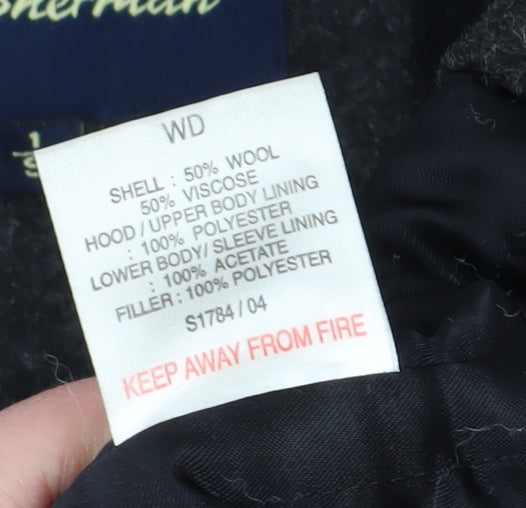 WD
SHELL : 50% WOOL
50% VISCOSE
HOOD / UPPER BODY LINING
: 100% POLYESTER
LOWER BODY/ SLEEVE LINING
: 100% ACETATE
FILLER : 100% POLYESTER
S1784 / 04
KEEP AWAY FROM FIRE